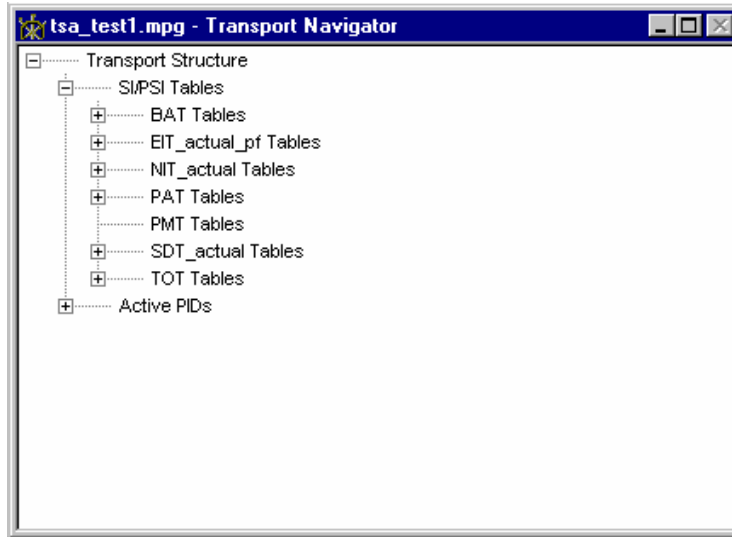 tsa_test1.mpg - Transport Navigator
Transport Structure
SI/PSI Tables
BAT Tables
EIT_actual_pf Tables
NIT_actual Tables
PAT Tables
PMT Tables
SDT_actual Tables
TOT Tables
Active PIDs